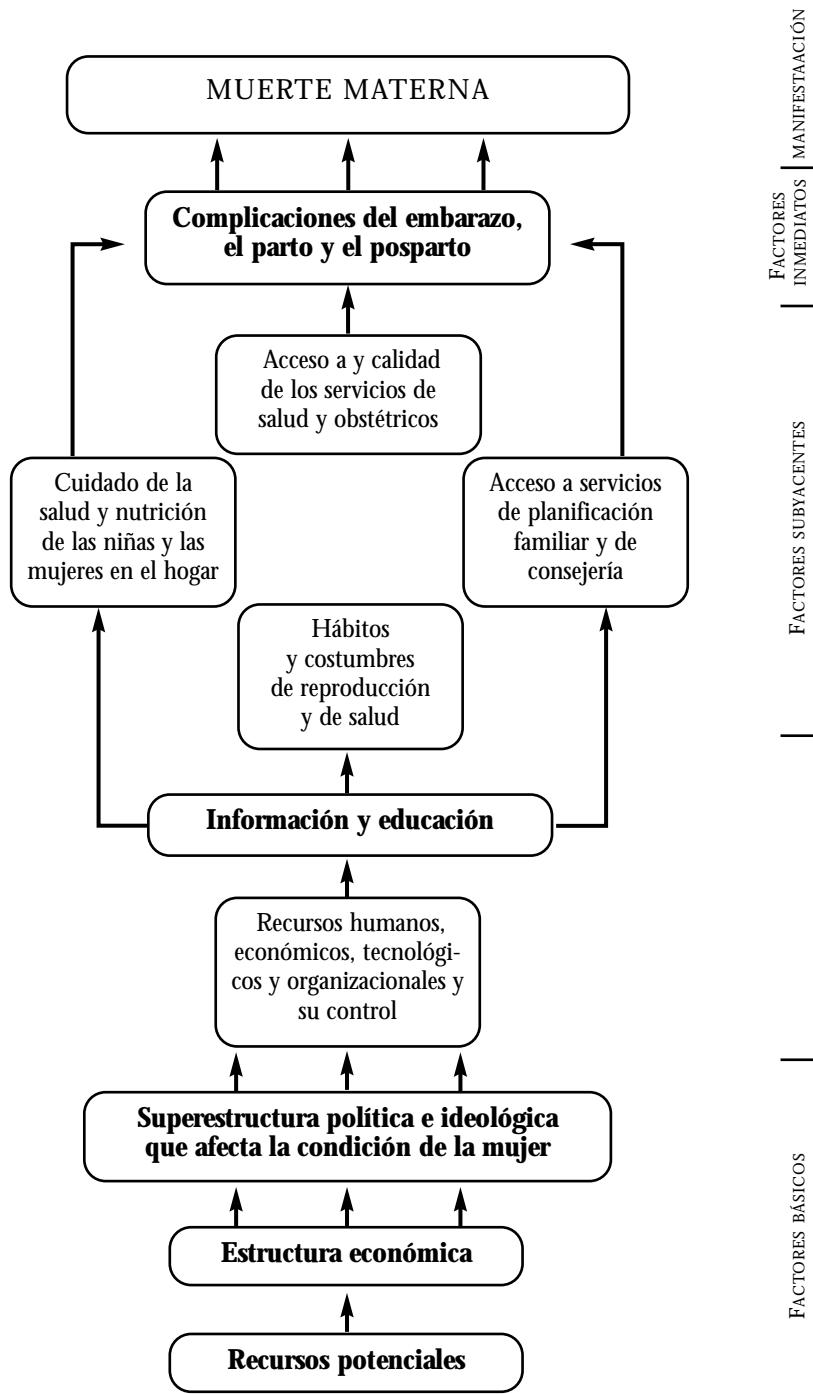 MUERTE MATERNA
Complicaciones del embarazo,
el parto y el posparto
Acceso a y calidad
de los servicios de
salud y obstétricos
Cuidado de la
salud y nutrición
de las niñas y las
mujeres en el hogar
Acceso a servicios
de planificación
familiar y de
consejería
Hábitos
y costumbres
de reproducción
y de salud
Información y educación
Recursos humanos,
económicos, tecnológi-
cos y organizacionales y
su control
Superestructura política e ideológica
que afecta la condición de la mujer
Estructura económica
Recursos potenciales
MANIFESTAACIÓN
FACTORES
INMEDIATOS
FACTORES SUBYACENTES
FACTORES BÁSICOS